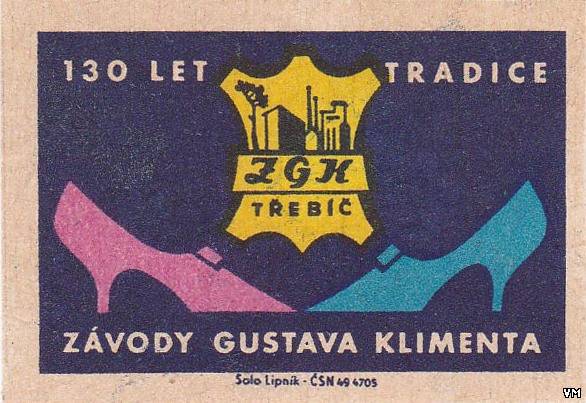 130 LET TRADICE
ZGK
TŘEBÍČ
ZÁVODY GUSTAVA KLIMENTA
Solo Lipník - ČSN 49 4705
VM